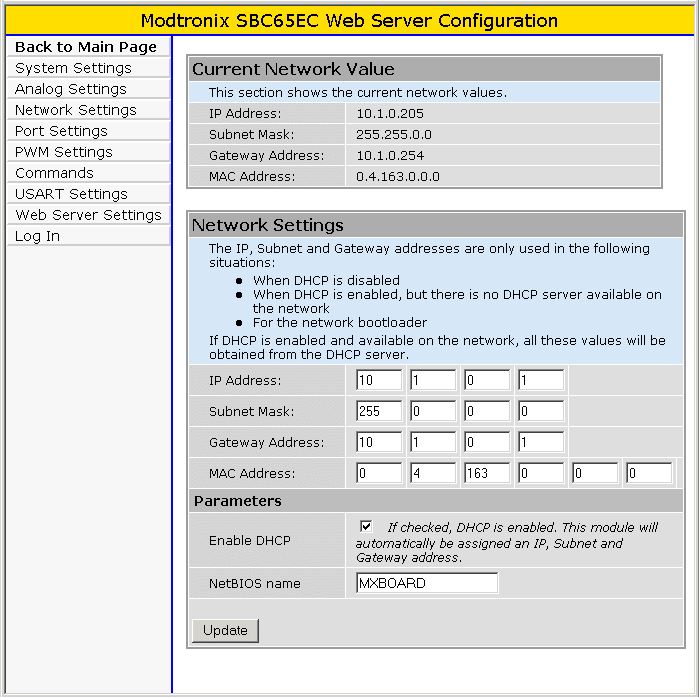 Modtronix SBC65EC Web Server Configuration
Back to Main Page
System Settings
Analog Settings
Network Settings
Port Settings
PWM Settings
Commands
USART Settings
Web Server Settings
Log In
Current Network Value
This section shows the current network values.
IP Address: 10.1.0.205
Subnet Mask: 255.255.0.0
Gateway Address: 10.1.0.254
MAC Address: 0.4.163.0.0.0
Network Settings
The IP, Subnet and Gateway addresses are only used in the following
situations:
● When DHCP is disabled
● When DHCP is enabled, but there is no DHCP server available on
the network
● For the network bootloader
If DHCP is enabled and available on the network, all these values will be
obtained from the DHCP server.
IP Address: 10 1 0 1
Subnet Mask: 255 0 0 0
Gateway Address: 10 1 0 1
MAC Address: 0 4 163 0 0 0
Parameters
Enable DHCP
If checked, DHCP is enabled. This module will
automatically be assigned an IP, Subnet and
Gateway address.
NetBIOS name MXBOARD
Update